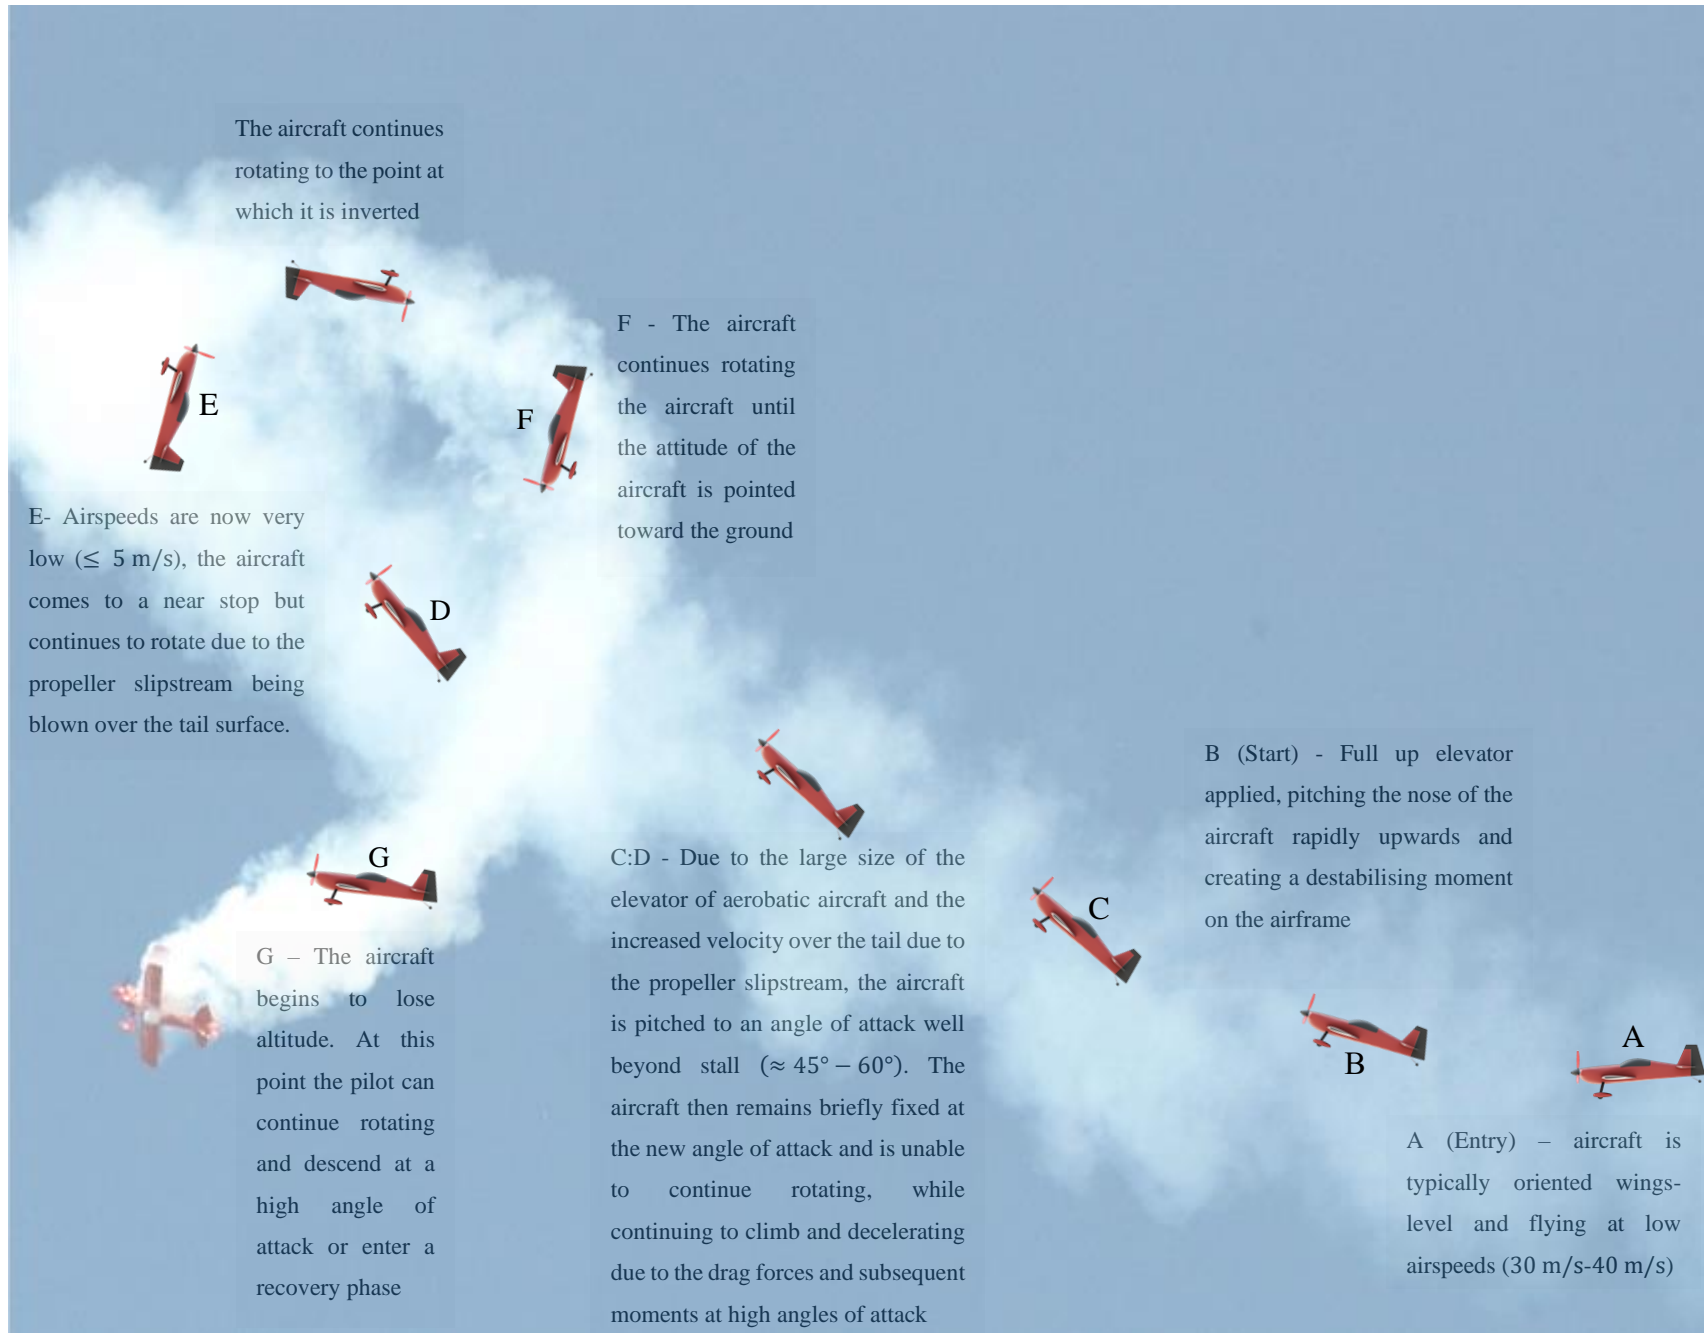 The aircraft continues
rotating to the point at
which it is inverted
F - The aircraft
continues rotating
the aircraft until
the attitude of the
aircraft is pointed
toward the ground
E
F
E- Airspeeds are now very
low (≤ 5 m/s), the aircraft
comes to a near stop but
continues to rotate due to the
propeller slipstream being
blown over the tail surface.
D
B (Start) - Full up elevator
applied, pitching the nose of the
aircraft rapidly upwards and
creating a destabilising moment
on the airframe
G
C:D - Due to the large size of the
elevator of aerobatic aircraft and the
increased velocity over the tail due to
the propeller slipstream, the aircraft
is pitched to an angle of attack well
beyond stall (≈ 45° – 60°). The
aircraft then remains briefly fixed at
the new angle of attack and is unable
to continue rotating, while
continuing to climb and decelerating
due to the drag forces and subsequent
moments at high angles of attack
C
G – The aircraft
begins to lose
altitude. At this
point the pilot can
continue rotating
and descend at a
high angle of
attack or enter a
recovery phase
B
A
A (Entry) – aircraft is
typically oriented wings-
level and flying at low
airspeeds (30 m/s-40 m/s)